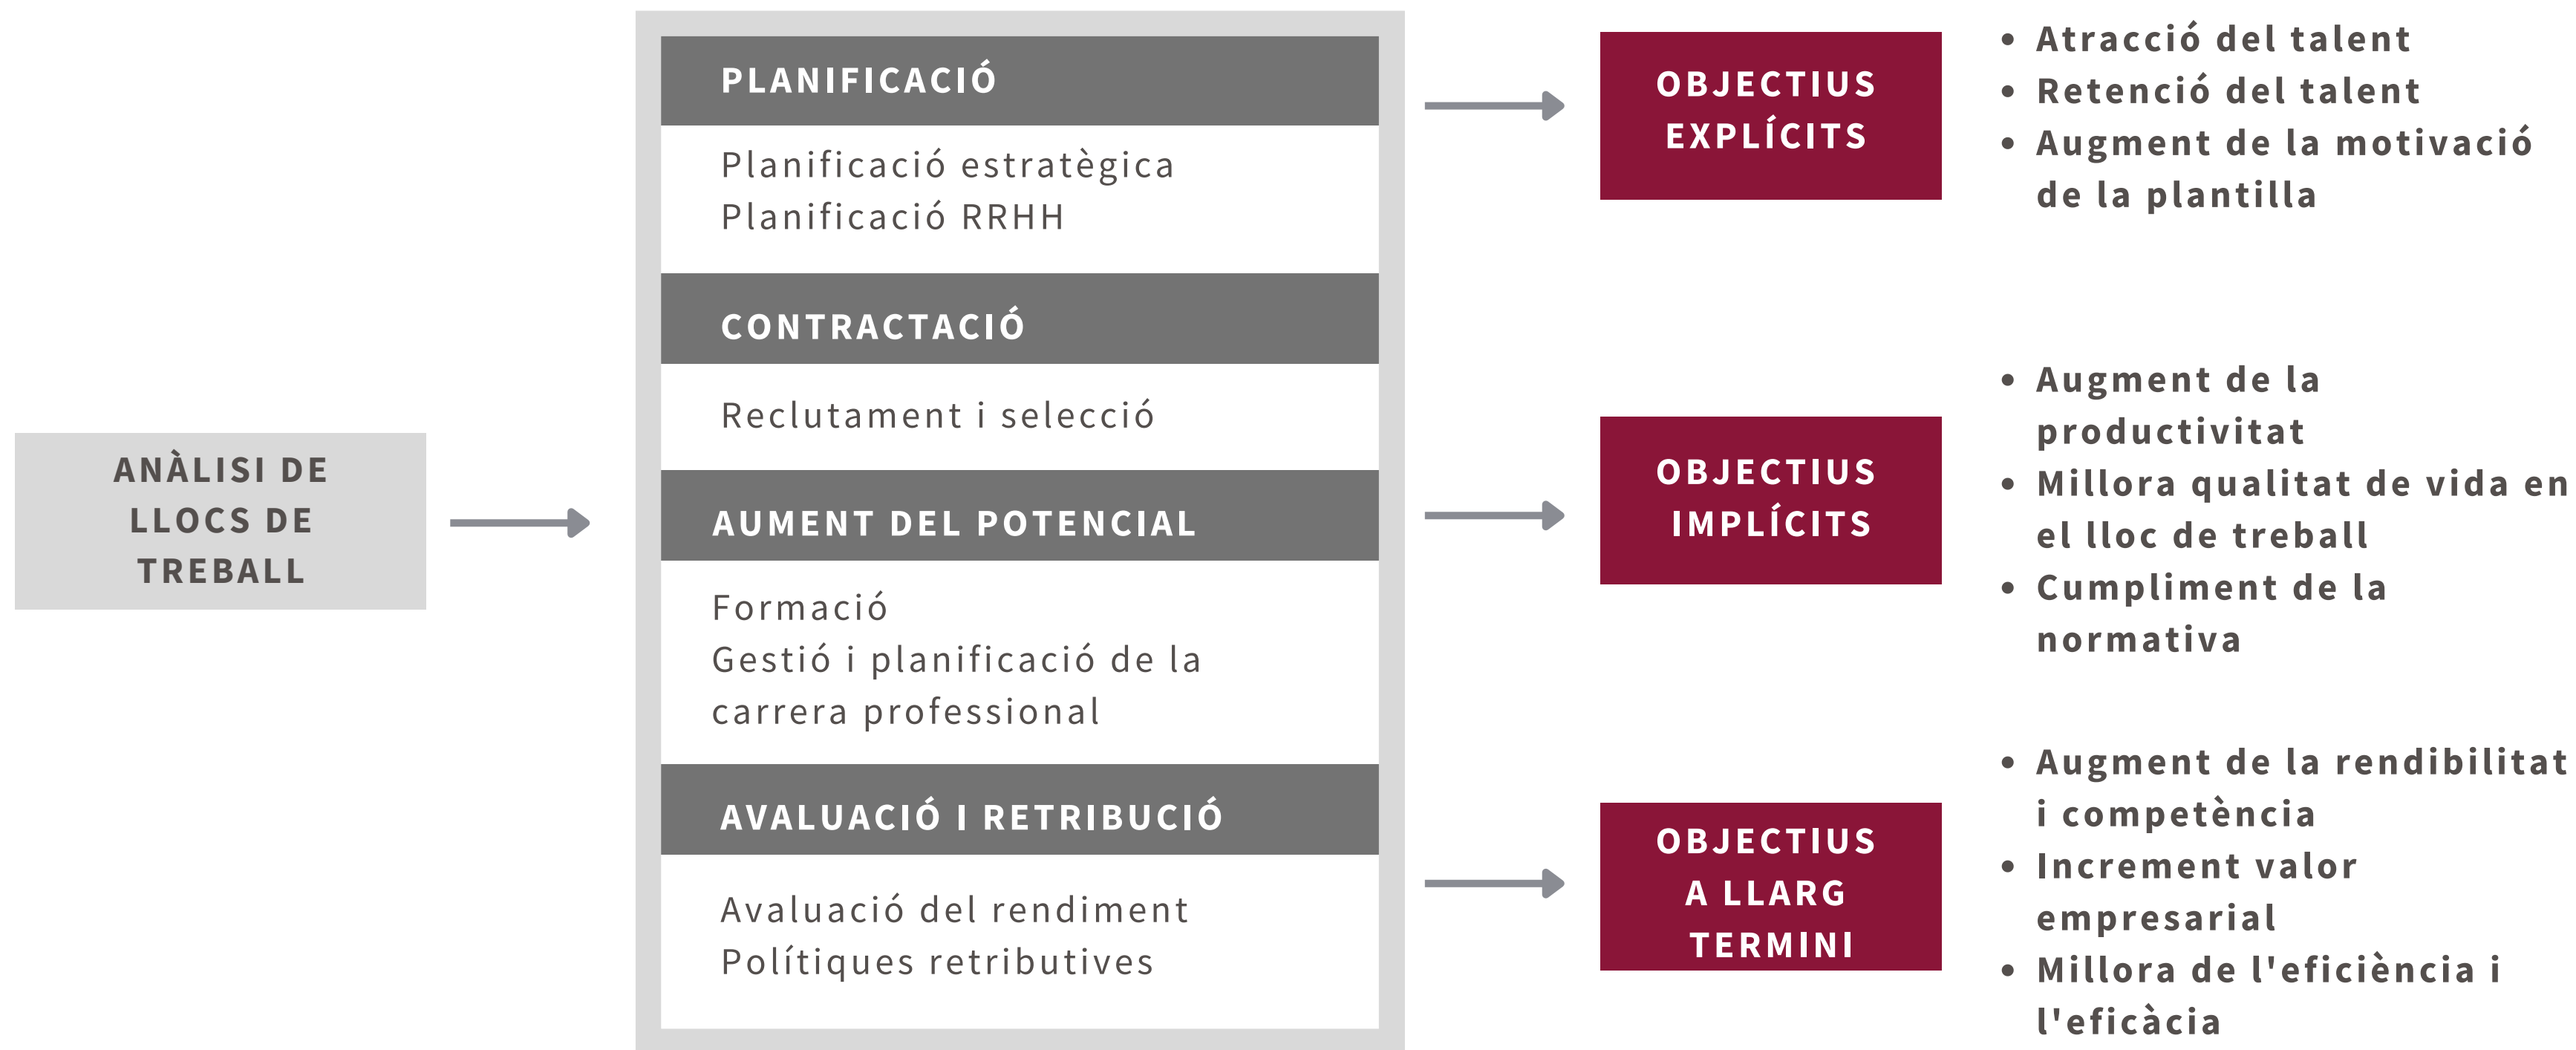 ANÀLISI DE
LLOCS DE
TREBALL
PLANIFICACIÓ
Planificació estratègica
Planificació RRHH
CONTRACTACIÓ
Reclutament i selecció
AUMENT DEL POTENCIAL
Formació
Gestió i planificació de la
carrera professional
AVALUACIÓ I RETRIBUCIÓ
Avaluació del rendiment
Polítiques retributives
OBJECTIUS
EXPLÍCITS
• Atracció del talent
• Retenció del talent
• Augment de la motivació
de la plantilla
OBJECTIUS
IMPLÍCITS
• Augment de la
productivitat
• Millora qualitat de vida en
el lloc de treball
• Cumpliment de la
normativa
OBJECTIUS
A LLARG
TERMINI
• Augment de la rendibilitat
i competència
• Increment valor
empresarial
• Millora de l'eficiència i
l'eficàcia